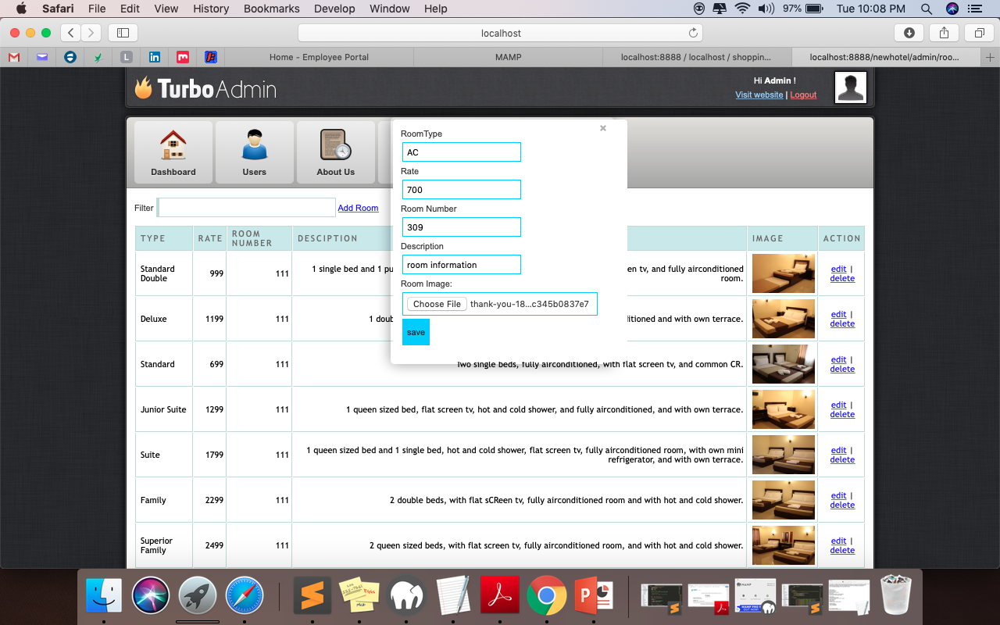 Safari File Edit View History Bookmarks Develop Window Help 97% Tue 10:08 PM
localhost
L in Home - Employee Portal MAMP localhost:8888 / localhost / shoppin... localhost:8888/newhotel/admin/roo...
TurboAdmin
Hi Admin !
Visit website | Logout
Dashboard Users About Us
Filter Add Room
RoomType
AC
Rate
700
Room Number
309
Description
room information
Room Image:
Choose File thank-you-18...c345b0837e7
save
TYPE RATE ROOM NUMBER DESCIPTION IMAGE ACTION
Standard Double 999 111 1 single bed and 1 pu en tv, and fully airconditioned room. edit | delete
Deluxe 1199 111 1 doub itioned and with own terrace. edit | delete
Standard 699 111 Two single beds, fully airconditioned, with flat screen tv, and common CR. edit | delete
Junior Suite 1299 111 1 queen sized bed, flat screen tv, hot and cold shower, and fully airconditioned, and with own terrace. edit | delete
Suite 1799 111 1 queen sized bed and 1 single bed, hot and cold shower, flat screen tv, fully airconditioned room, with own mini refrigerator, and with own terrace. edit | delete
Family 2299 111 2 double beds, with flat sCReen tv, fully airconditioned room and with hot and cold shower. edit | delete
Superior Family 2499 111 2 queen sized beds, with flat screen tv, fully airconditioned room, and with hot and cold shower. edit | delete